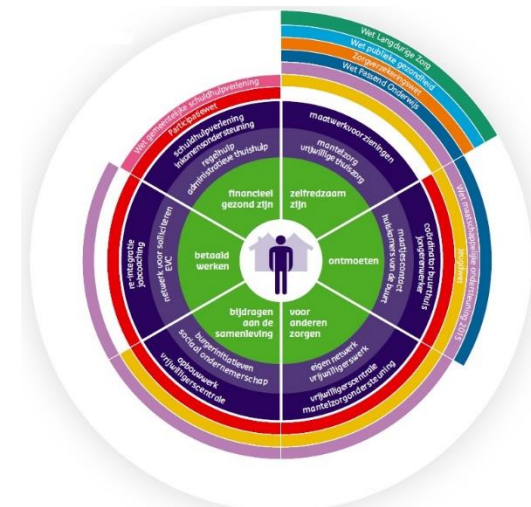 Wet Langdurige Zorg
Wet publieke gezondheid
Zorgverzekeringswet
Wet Passend Onderwijs
Wet maatschappelijke ondersteuning 2015
Jeugdwet
Wet gemeentelijke schuldhulpverlening
Participatiewet
schuldhulpverlening
inkomensondersteuning
regelhulp
administratieve thuishulp
financieel
gezond zijn
maatwerkvoorzieningen
mantelzorg
vrijwillige thuiszorg
zelfredzaam
zijn
coördinator buurthuis
jongerenwerker
maatjescontact
huiskamers van de buurt
ontmoeten
voor
anderen
zorgen
eigen netwerk
vrijwilligerswerk
vrijwilligerscentrale
mantelzorgondersteuning
bijdragen
aan de
samenleving
burgerinitiatieven
sociaal ondernemerschap
opbouwwerk
vrijwilligerscentrale
betaald
werken
netwerk voor solliciteren
EVC
re-integratie
jobcoaching